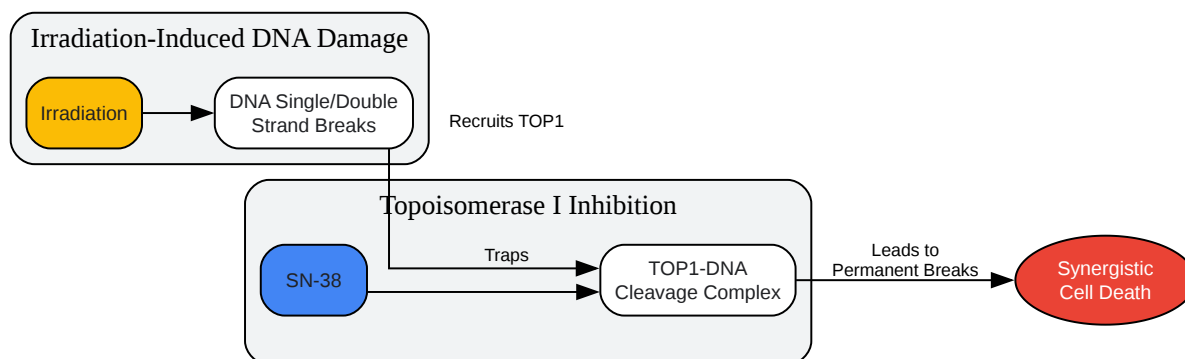 Irradiation-Induced DNA Damage
Irradiation
DNA Single/Double
Strand Breaks
Recruits TOP1
Topoisomerase I Inhibition
SN-38
Traps
TOP1-DNA
Cleavage Complex
Leads to
Permanent Breaks
Synergistic
Cell Death